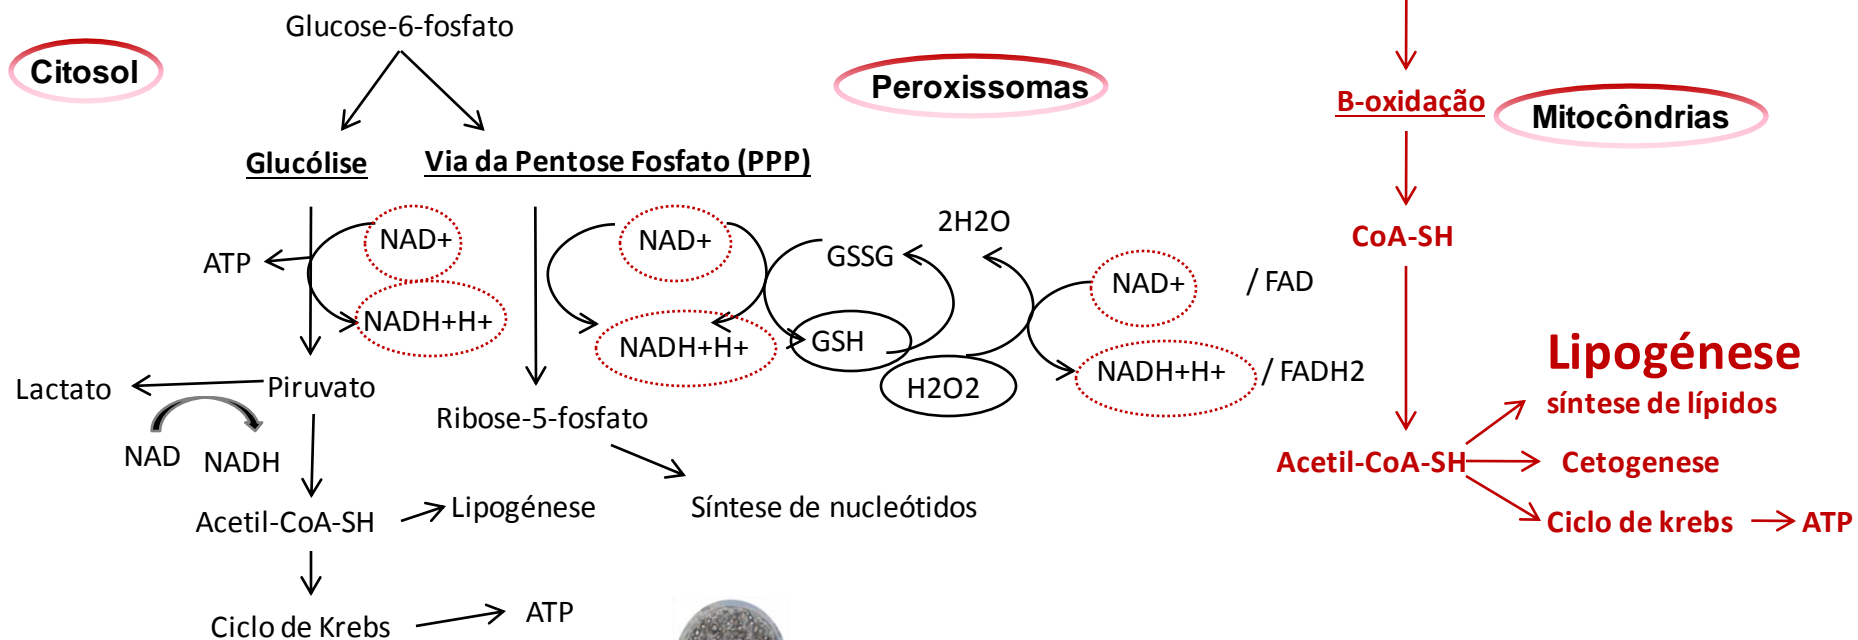 Glucose-6-fosfato
Citosol
Peroxissomas
B-oxidação
Mitocôndrias
Glucólise
Via da Pentose Fosfato (PPP)
NAD+
NAD+
2H2O
CoA-SH
ATP
GSSG
NAD+
/ FAD
NADH+H+
NADH+H+
GSH
Lipogénese
NADH+H+
/ FADH2
H2O2
Lactato
Piruvato
síntese de lípidos
Ribose-5-fosfato
NAD
NADH
Acetil-CoA-SH
Cetogenese
Acetil-CoA-SH
Lipogénese
Síntese de nucleótidos
Ciclo de krebs
ATP
Ciclo de Krebs
ATP